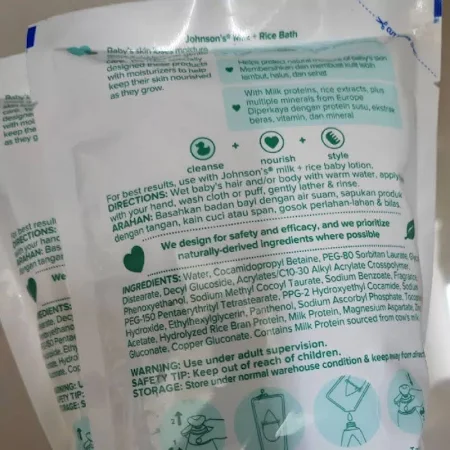 Johnson's® Milk + Rice Bath
Baby's skin loves moisture
designed these products
with moisturizers to help
keep their skin nourished
as they grow.
Helps protect natural moisture of baby's skin
Membersihkan dan membuat kulit lebih
lembut, halus, dan sehat
With Milk proteins, rice extracts, plus
multiple minerals from Europe
Diperkaya dengan protein susu, ekstrak
beras, vitamin, dan mineral
cleanse + nourish + style
For best results, use with Johnson's® milk + rice baby lotion.
DIRECTIONS: Wet baby's hair and/or body with warm water, apply
with your hand, wash cloth or puff, gently lather & rinse.
ARAHAN: Basahkan badan bayi dengan air suam, sapukan produk
dengan tangan, kain cuci atau span, gosok perlahan-lahan & bilas.
We design for safety and efficacy, and we prioritize
naturally-derived ingredients where possible
INGREDIENTS: Water, Cocamidopropyl Betaine, PEG-80 Sorbitan Laurate,
Distearate, Decyl Glucoside, Acrylates/C10-30 Alkyl Acrylate Crosspolymer,
Phenoxyethanol, Sodium Methyl Cocoyl Taurate, Sodium Benzoate,
PEG-150 Pentaerythrityl Tetrastearate, PPG-2 Hydroxyethyl Cocamide, Sodium
Hydroxide, Ethylhexylglycerin, Panthenol, Sodium Ascorbyl Phosphate,
Acetate, Hydrolyzed Rice Bran Protein, Milk Protein, Magnesium Aspartate,
Gluconate, Copper Gluconate. Contains Milk Protein sourced from cow's milk.
WARNING: Use under adult supervision.
SAFETY TIP: Keep out of reach of children.
STORAGE: Store under normal warehouse condition & keep away from